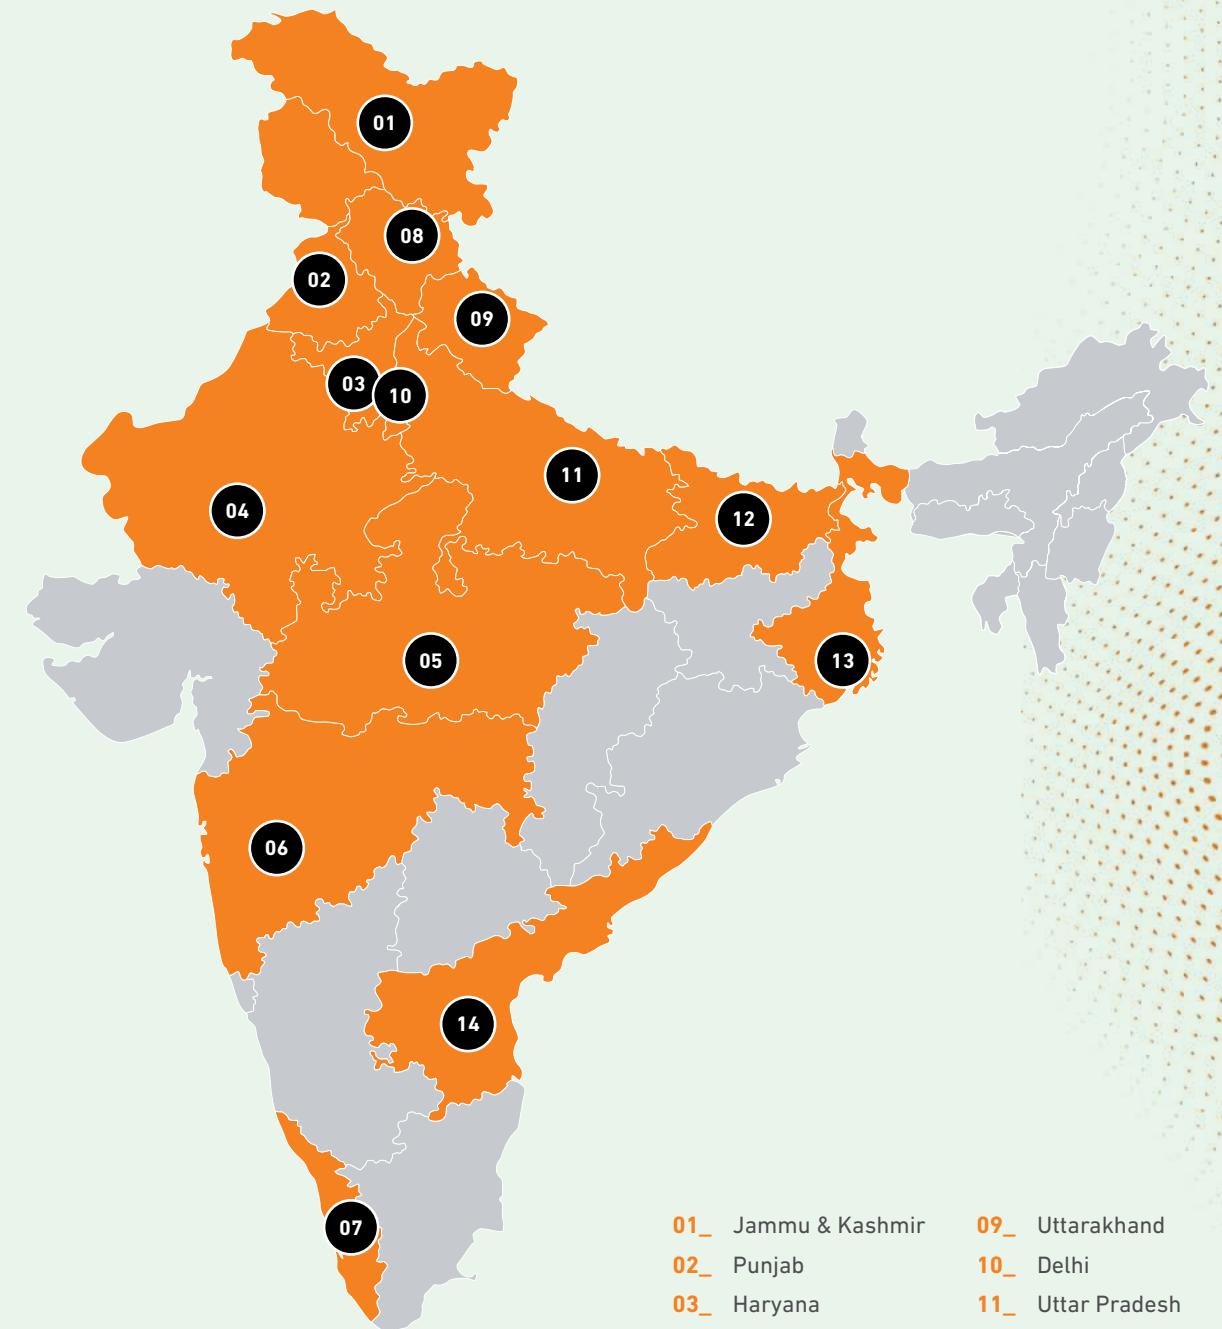 01
08
02
09
03
10
11
04
12
05
13
06
14
07
01_ Jammu & Kashmir
02_ Punjab
03_ Haryana
09_ Uttarakhand
10_ Delhi
11_ Uttar Pradesh